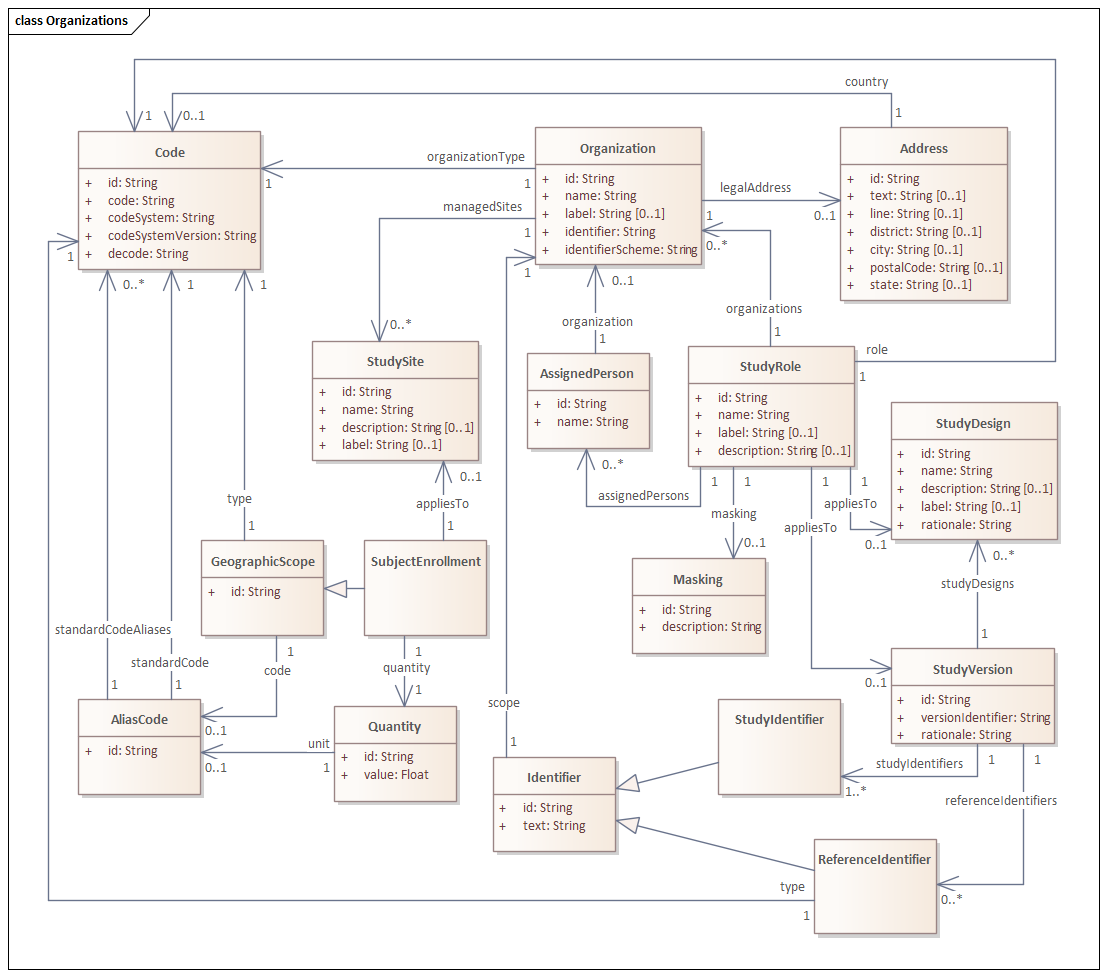 class Organizations
country
1
0..1
1
Code
+ id: String
+ code: String
+ codeSystem: String
+ codeSystemVersion: String
+ decode: String
organizationType
1
1
Organization
+ id: String
+ name: String
+ label: String [0..1]
+ identifier: String
+ identifierScheme: String
legalAddress
1
0..1
Address
+ id: String
+ text: String [0..1]
+ line: String [0..1]
+ district: String [0..1]
+ city: String [0..1]
+ postalCode: String [0..1]
+ state: String [0..1]
managedSites
1
0..*
1
0..*
1
1
0..*
1
1
0..1
organization
1
organizations
1
role
1
StudySite
+ id: String
+ name: String
+ description: String [0..1]
+ label: String [0..1]
AssignedPerson
+ id: String
+ name: String
StudyRole
+ id: String
+ name: String
+ label: String [0..1]
+ description: String [0..1]
StudyDesign
+ id: String
+ name: String
+ description: String [0..1]
+ label: String [0..1]
+ rationale: String
0..1
appliesTo
1
0..*
assignedPersons
1
1
masking
0..1
1
appliesTo
0..1
1
appliesTo
0..1
type
1
GeographicScope
+ id: String
SubjectEnrollment
Masking
+ id: String
+ description: String
0..*
studyDesigns
1
standardCodeAliases
1
standardCode
1
1
code
0..1
1
quantity
1
StudyVersion
+ id: String
+ versionIdentifier: String
+ rationale: String
AliasCode
+ id: String
unit
1
0..1
Quantity
+ id: String
+ value: Float
scope
1
StudyIdentifier
Identifier
+ id: String
+ text: String
studyIdentifiers
1
1..*
1
referenceIdentifiers
0..*
ReferenceIdentifier
type
1